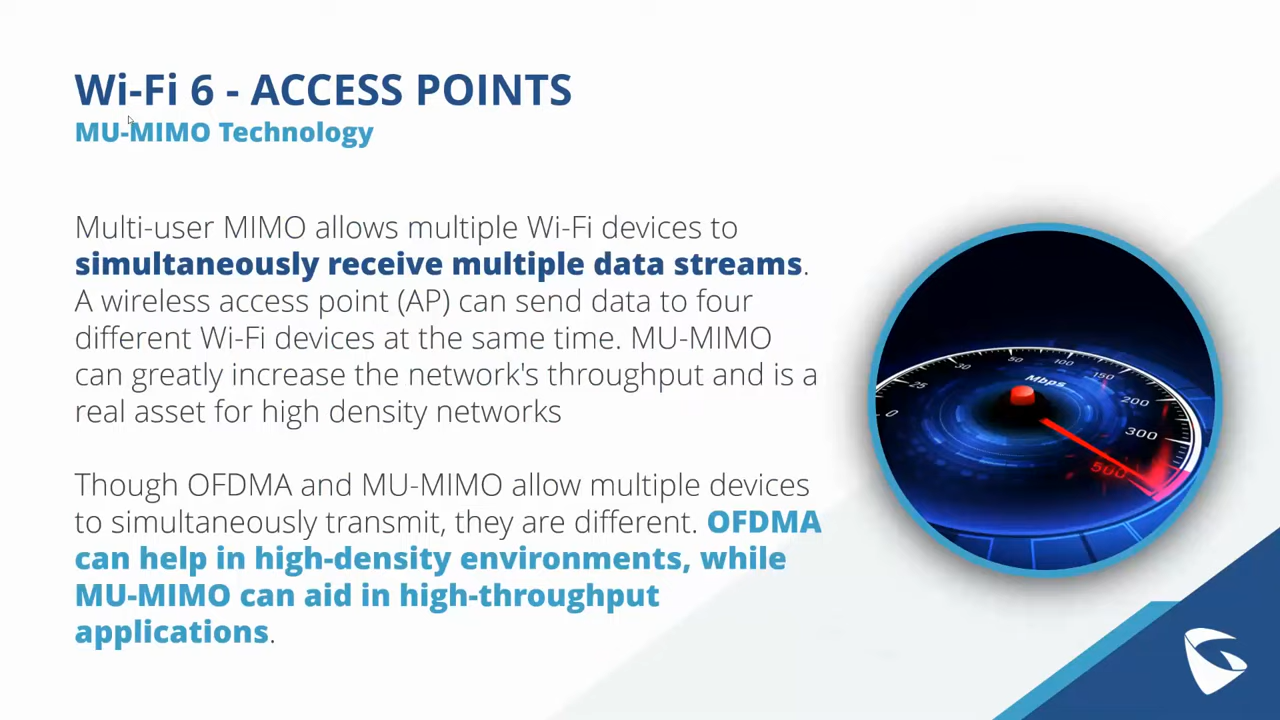 Wi-Fi 6 - ACCESS POINTS
MU-MIMO Technology
Multi-user MIMO allows multiple Wi-Fi devices to
simultaneously receive multiple data streams.
A wireless access point (AP) can send data to four
different Wi-Fi devices at the same time. MU-MIMO
can greatly increase the network's throughput and is a
real asset for high density networks
Though OFDMA and MU-MIMO allow multiple devices
to simultaneously transmit, they are different. OFDMA
can help in high-density environments, while
MU-MIMO can aid in high-throughput
applications.
0
25
30
50
100
150
200
300
500
Mbps